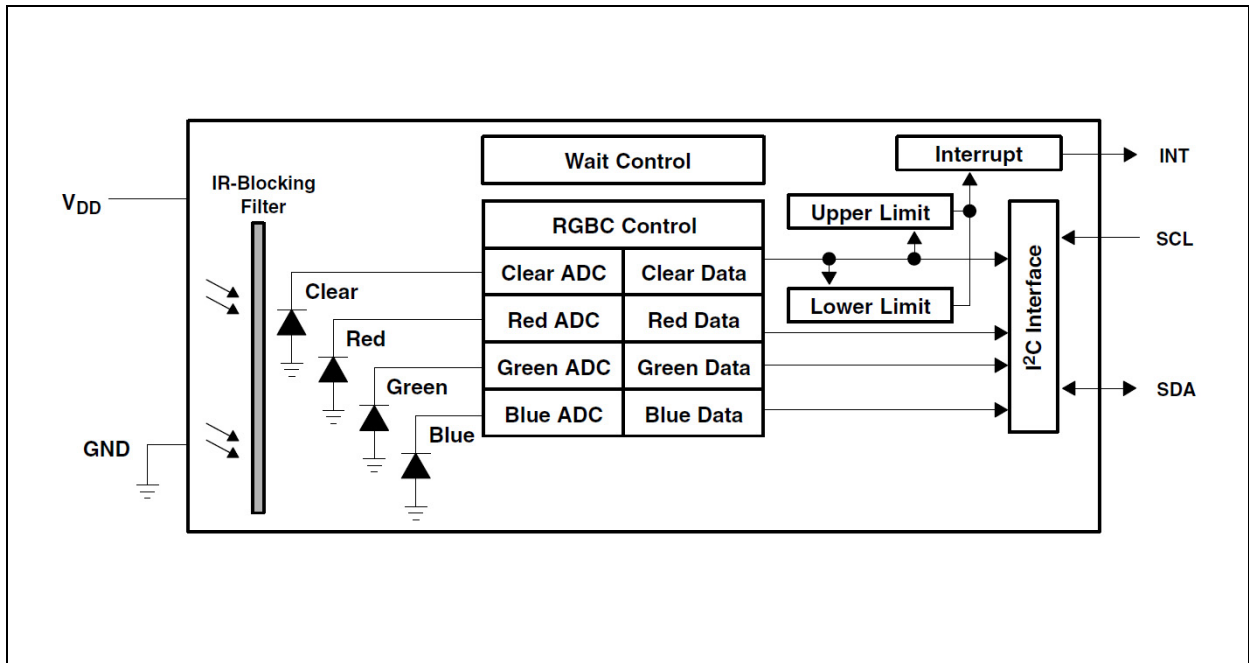 Wait Control
Interrupt
INT
IR-Blocking
Filter
V_DD
Upper Limit
RGBC Control
SCL
Clear ADC
Clear Data
Clear
Lower Limit
Red ADC
Red Data
Red
I²C Interface
Green ADC
Green Data
Green
SDA
Blue ADC
Blue Data
Blue
GND